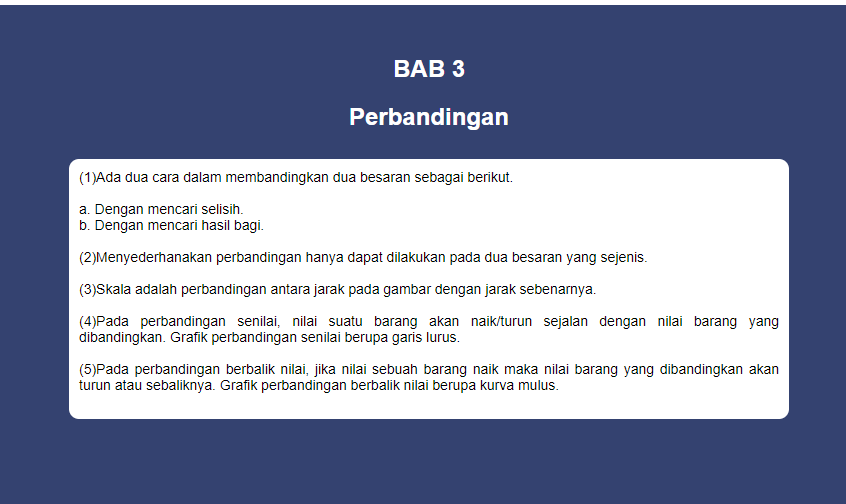 BAB 3
Perbandingan
(1)Ada dua cara dalam membandingkan dua besaran sebagai berikut.
a. Dengan mencari selisih.
b. Dengan mencari hasil bagi.
(2)Menyederhanakan perbandingan hanya dapat dilakukan pada dua besaran yang sejenis.
(3)Skala adalah perbandingan antara jarak pada gambar dengan jarak sebenarnya.
(4)Pada perbandingan senilai, nilai suatu barang akan naik/turun sejalan dengan nilai barang yang
dibandingkan. Grafik perbandingan senilai berupa garis lurus.
(5)Pada perbandingan berbalik nilai, jika nilai sebuah barang naik maka nilai barang yang dibandingkan akan
turun atau sebaliknya. Grafik perbandingan berbalik nilai berupa kurva mulus.